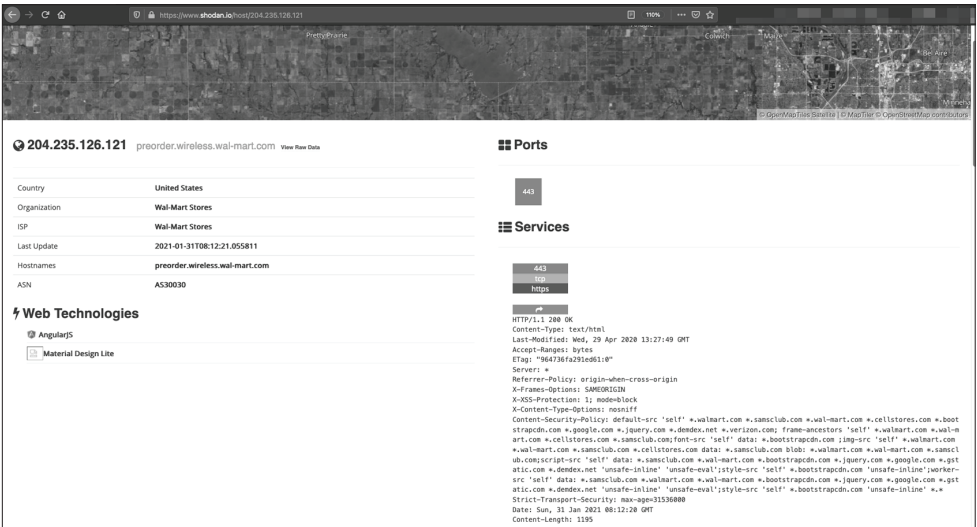 https://www.shodan.io/host/204.235.126.121
110%
Pretty Prairie
Colwich
Maize
Bel Aire
Minneha
© OpenMapTiles Satellite | © MapTiler © OpenStreetMap contributors
204.235.126.121 preorder.wireless.wal-mart.com View Raw Data
Country United States
Organization Wal-Mart Stores
ISP Wal-Mart Stores
Last Update 2021-01-31T08:12:21.055811
Hostnames preorder.wireless.wal-mart.com
ASN AS30030
Web Technologies
AngularJS
Material Design Lite
Ports
443
Services
443
tcp
https
HTTP/1.1 200 OK
Content-Type: text/html
Last-Modified: Wed, 29 Apr 2020 13:27:49 GMT
Accept-Ranges: bytes
ETag: "964736fa291ed61:0"
Server: *
Referrer-Policy: origin-when-cross-origin
X-Frames-Options: SAMEORIGIN
X-XSS-Protection: 1; mode=block
X-Content-Type-Options: nosniff
Content-Security-Policy: default-src 'self' *.walmart.com *.samsclub.com *.wal-mart.com *.cellstores.com *.boot
strapcdn.com *.google.com *.jquery.com *.demdex.net *.verizon.com; frame-ancestors 'self' *.walmart.com *.wal-m
art.com *.cellstores.com *.samsclub.com;font-src 'self' data: *.bootstrapcdn.com ;img-src 'self' *.walmart.com
*.wal-mart.com *.samsclub.com *.cellstores.com data: *.samsclub.com blob: *.walmart.com *.wal-mart.com *.samscl
ub.com;script-src 'self' data: *.samsclub.com *.wal-mart.com *.bootstrapcdn.com *.jquery.com *.google.com *.gst
atic.com *.demdex.net 'unsafe-inline' 'unsafe-eval';style-src 'self' *.bootstrapcdn.com 'unsafe-inline';worker-
src 'self' data: *.samsclub.com *.walmart.com *.wal-mart.com *.bootstrapcdn.com *.jquery.com *.google.com *.gst
atic.com *.demdex.net 'unsafe-inline' 'unsafe-eval';style-src 'self' *.bootstrapcdn.com 'unsafe-inline' *.*
Strict-Transport-Security: max-age=31536000
Date: Sun, 31 Jan 2021 08:12:20 GMT
Content-Length: 1195